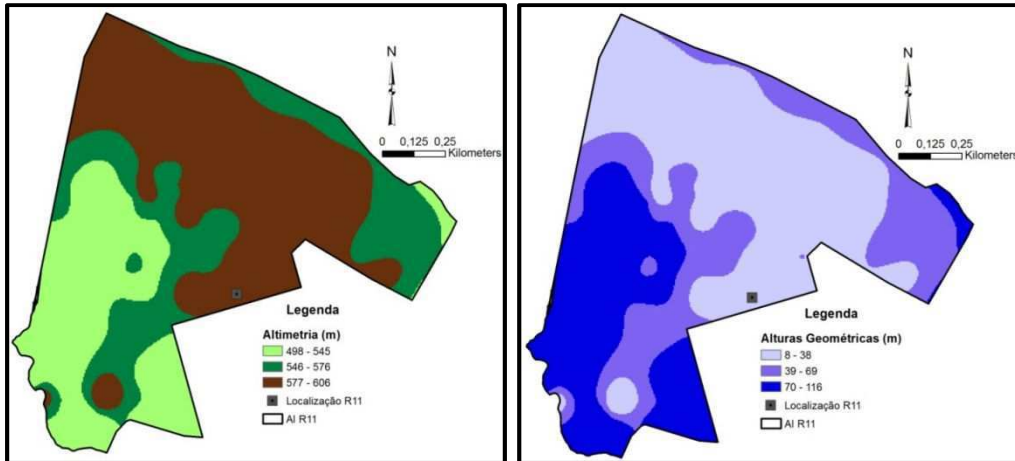 N
0 0,125 0,25
Kilometers
Legenda
Altimetria (m)
498 - 545
546 - 576
577 - 606
Localização R11
AI R11
N
0 0,125 0,25
Kilometers
Legenda
Alturas Geométricas (m)
8 - 38
39 - 69
70 - 116
Localização R11
AI R11